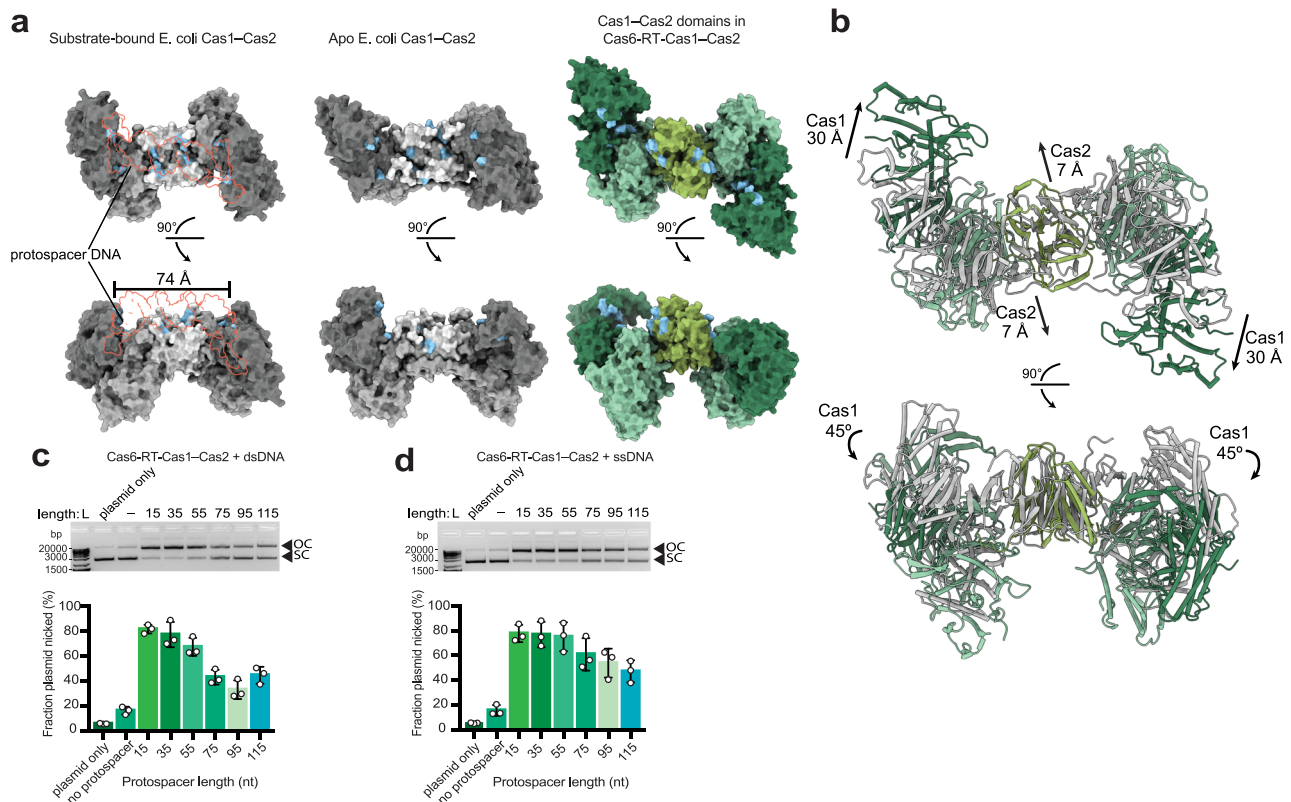 a
Substrate-bound E. coli Cas1–Cas2
Apo E. coli Cas1–Cas2
Cas1–Cas2 domains in
Cas6-RT-Cas1–Cas2
90°
90°
90°
protospacer DNA
74 Å
b
Cas1
30 Å
Cas2
7 Å
Cas2
7 Å
Cas1
30 Å
90°
Cas1
45º
Cas1
45º
c
Cas6-RT-Cas1–Cas2 + dsDNA
length: L plasmid only – 15 35 55 75 95 115
bp
20000
3000
1500
OC
SC
Fraction plasmid nicked (%)
100
80
60
40
20
0
plasmid only
no protospacer
15
35
55
75
95
115
Protospacer length (nt)
d
Cas6-RT-Cas1–Cas2 + ssDNA
length: L plasmid only – 15 35 55 75 95 115
bp
20000
3000
1500
OC
SC
Fraction plasmid nicked (%)
100
80
60
40
20
0
plasmid only
no protospacer
15
35
55
75
95
115
Protospacer length (nt)